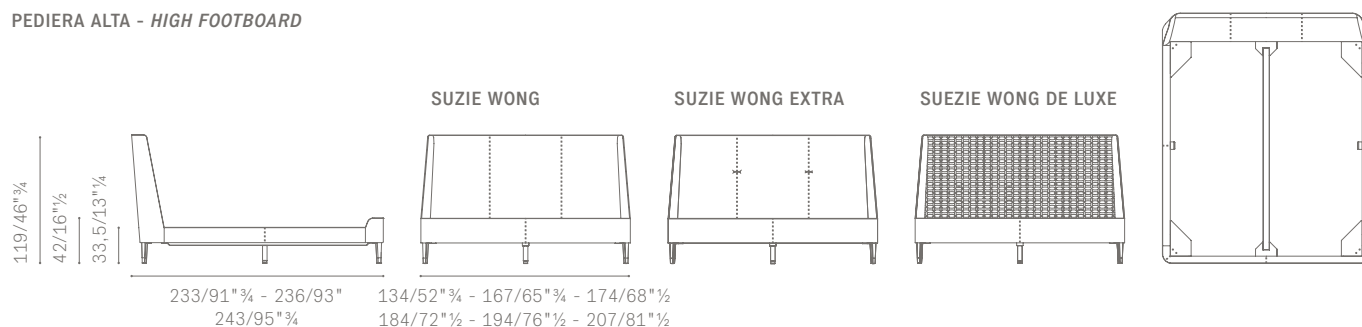 PEDIERA ALTA - HIGH FOOTBOARD
SUZIE WONG
SUZIE WONG EXTRA
SUEZIE WONG DE LUXE
119/46"¾
42/16"½
33,5/13"¼
233/91"¾ - 236/93"
243/95"¾
134/52"¾ - 167/65"¾ - 174/68"½
184/72"½ - 194/76"½ - 207/81"½